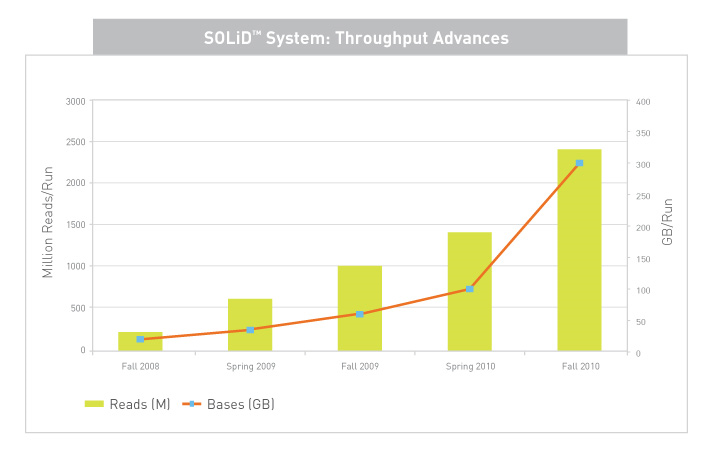 SOLiD™ System: Throughput Advances
3000
2500
2000
1500
1000
500
0
Million Reads/Run
400
350
300
250
200
150
100
50
0
GB/Run
Fall 2008
Spring 2009
Fall 2009
Spring 2010
Fall 2010
Reads (M)
Bases (GB)